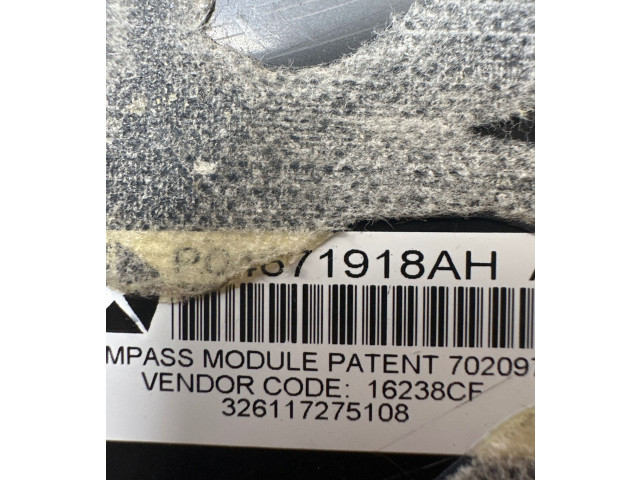 P04671918AH
MPASS MODULE PATENT 702097
VENDOR CODE: 16238CF
326117275108